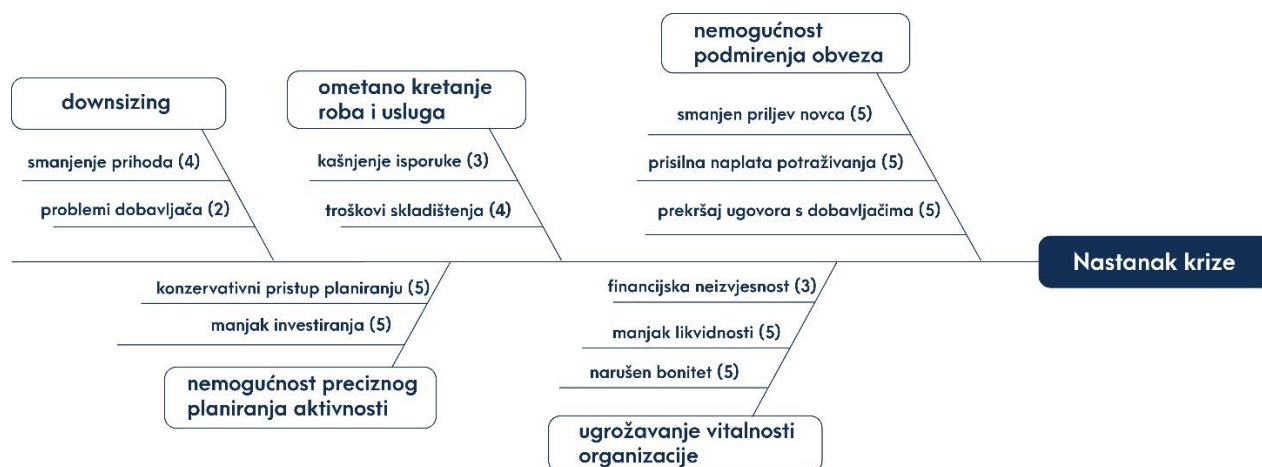 nemogućnost
podmirenja obveza
downsizing
ometano kretanje
roba i usluga
smanjen priljev novca (5)
smanjenje prihoda (4)
kašnjenje isporuke (3)
prisilna naplata potraživanja (5)
problemi dobavljača (2)
troškovi skladištenja (4)
prekršaj ugovora s dobavljačima (5)
Nastanak krize
konzervativni pristup planiranju (5)
financijska neizvjesnost (3)
manjak investiranja (5)
manjak likvidnosti (5)
narušen bonitet (5)
nemogućnost preciznog
planiranja aktivnosti
ugrožavanje vitalnosti
organizacije